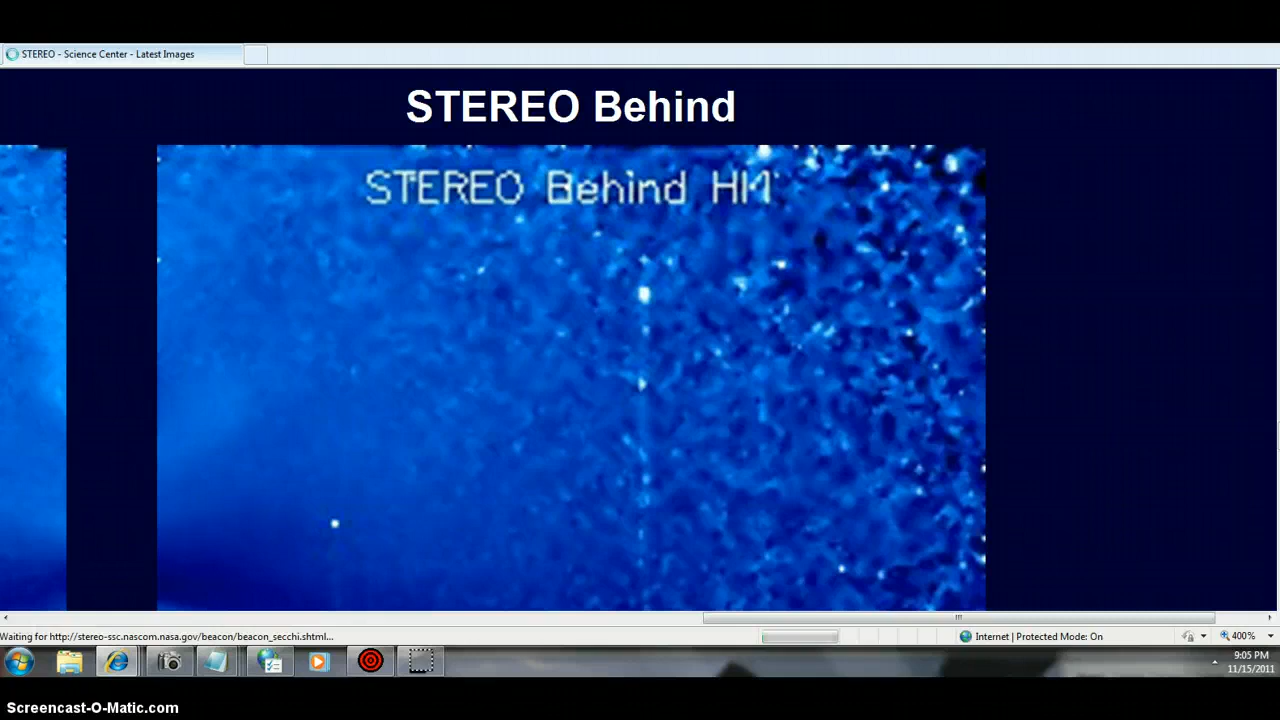 STEREO - Science Center - Latest Images
STEREO Behind
STEREO Behind HI1
Waiting for http://stereo-ssc.nascom.nasa.gov/beacon/beacon_secchi.shtml...
Internet | Protected Mode: On
400%
9:05 PM
11/15/2011
Screencast-O-Matic.com